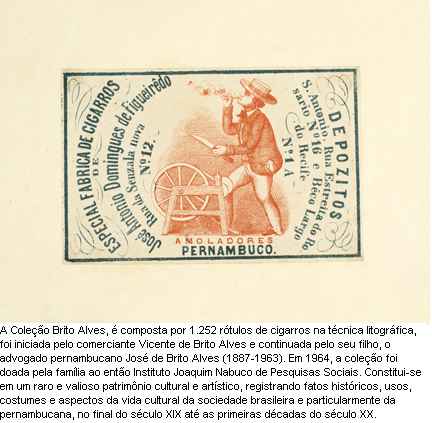 ESPECIAL FABRICA DE CIGARROS
DE
José Antonio Domingues de Figueirêdo
Rua da Senzala nova
Nº 12.
DEPOZITOS
S. Antonio, Rua Estreita do Ro
sario Nº 16 e Beco Largo
do Recife
Nº 1 A
AMOLADORES
PERNAMBUCO.
A Coleção Brito Alves, é composta por 1.252 rótulos de cigarros na técnica litográfica,
foi iniciada pelo comerciante Vicente de Brito Alves e continuada pelo seu filho, o
advogado pernambucano José de Brito Alves (1887-1963). Em 1964, a coleção foi
doada pela família ao então Instituto Joaquim Nabuco de Pesquisas Sociais. Constitui-se
em um raro e valioso patrimônio cultural e artístico, registrando fatos históricos, usos,
costumes e aspectos da vida cultural da sociedade brasileira e particularmente da
pernambucana, no final do século XIX até as primeiras décadas do século XX.